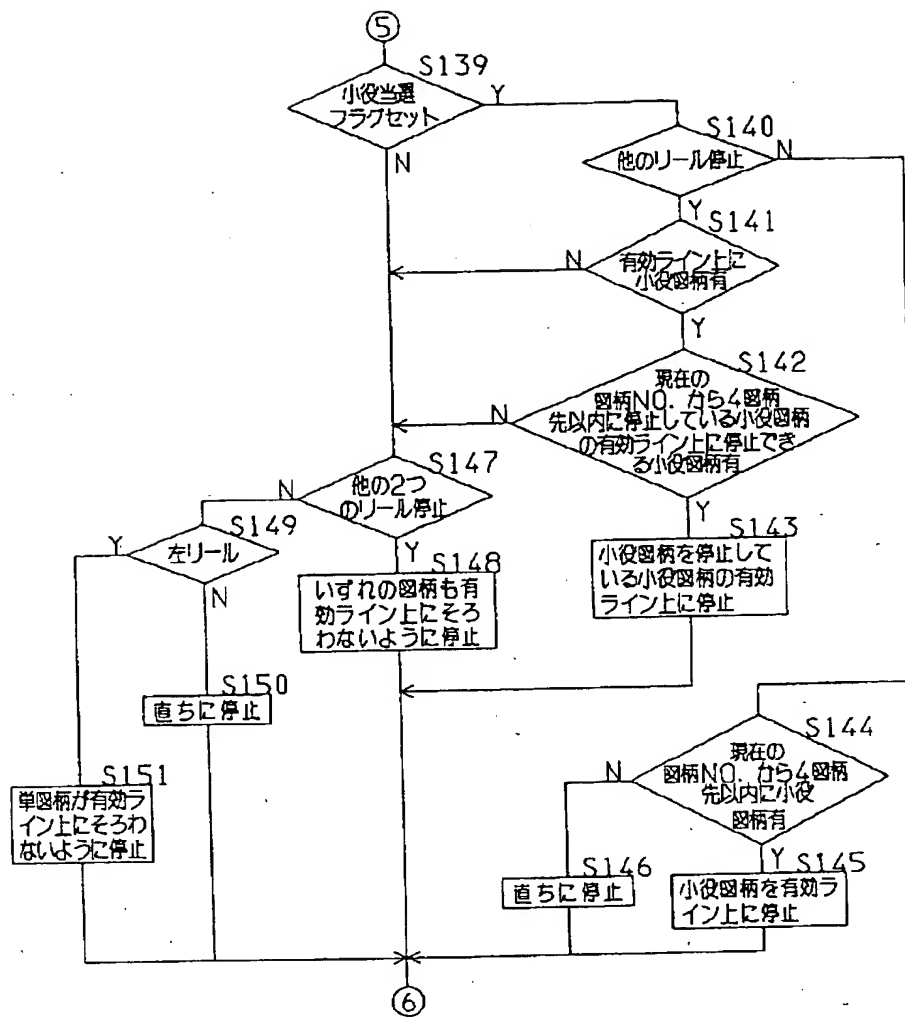 5
S139
小役当選
フラグセット
Y
N
S140
他のリール停止
N
Y
S141
有効ライン上に
小役図柄有
N
Y
S142
現在の
図柄NO.から4図柄
先以内に停止している小役図柄
の有効ライン上に停止でき
る小役図柄有
N
Y
S143
小役図柄を停止して
いる小役図柄の有効
ライン上に停止
S147
他の2つ
のリール停止
N
Y
S148
いずれの図柄も有
効ライン上にそろ
わないように停止
S149
左リール
Y
N
S150
直ちに停止
S151
単図柄が有効ラ
イン上にそろわ
ないように停止
S144
現在の
図柄NO.から4図柄
先以内に小役
図柄有
N
Y
S145
小役図柄を有効ラ
イン上に停止
S146
直ちに停止
6